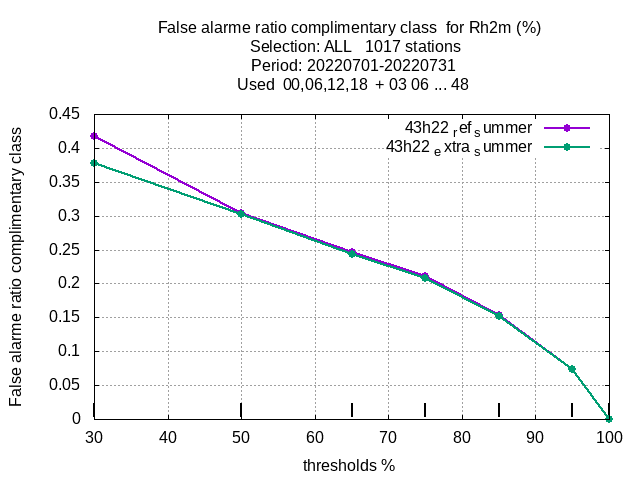 False alarme ratio complimentary class  for Rh2m (%)
Selection: ALL   1017 stations
Period: 20220701-20220731
Used  00,06,12,18  + 03 06 ... 48
43h22 ref summer
43h22 extra summer
False alarme ratio complimentary class
0.45
0.4
0.35
0.3
0.25
0.2
0.15
0.1
0.05
0
30 40 50 60 70 80 90 100
thresholds %